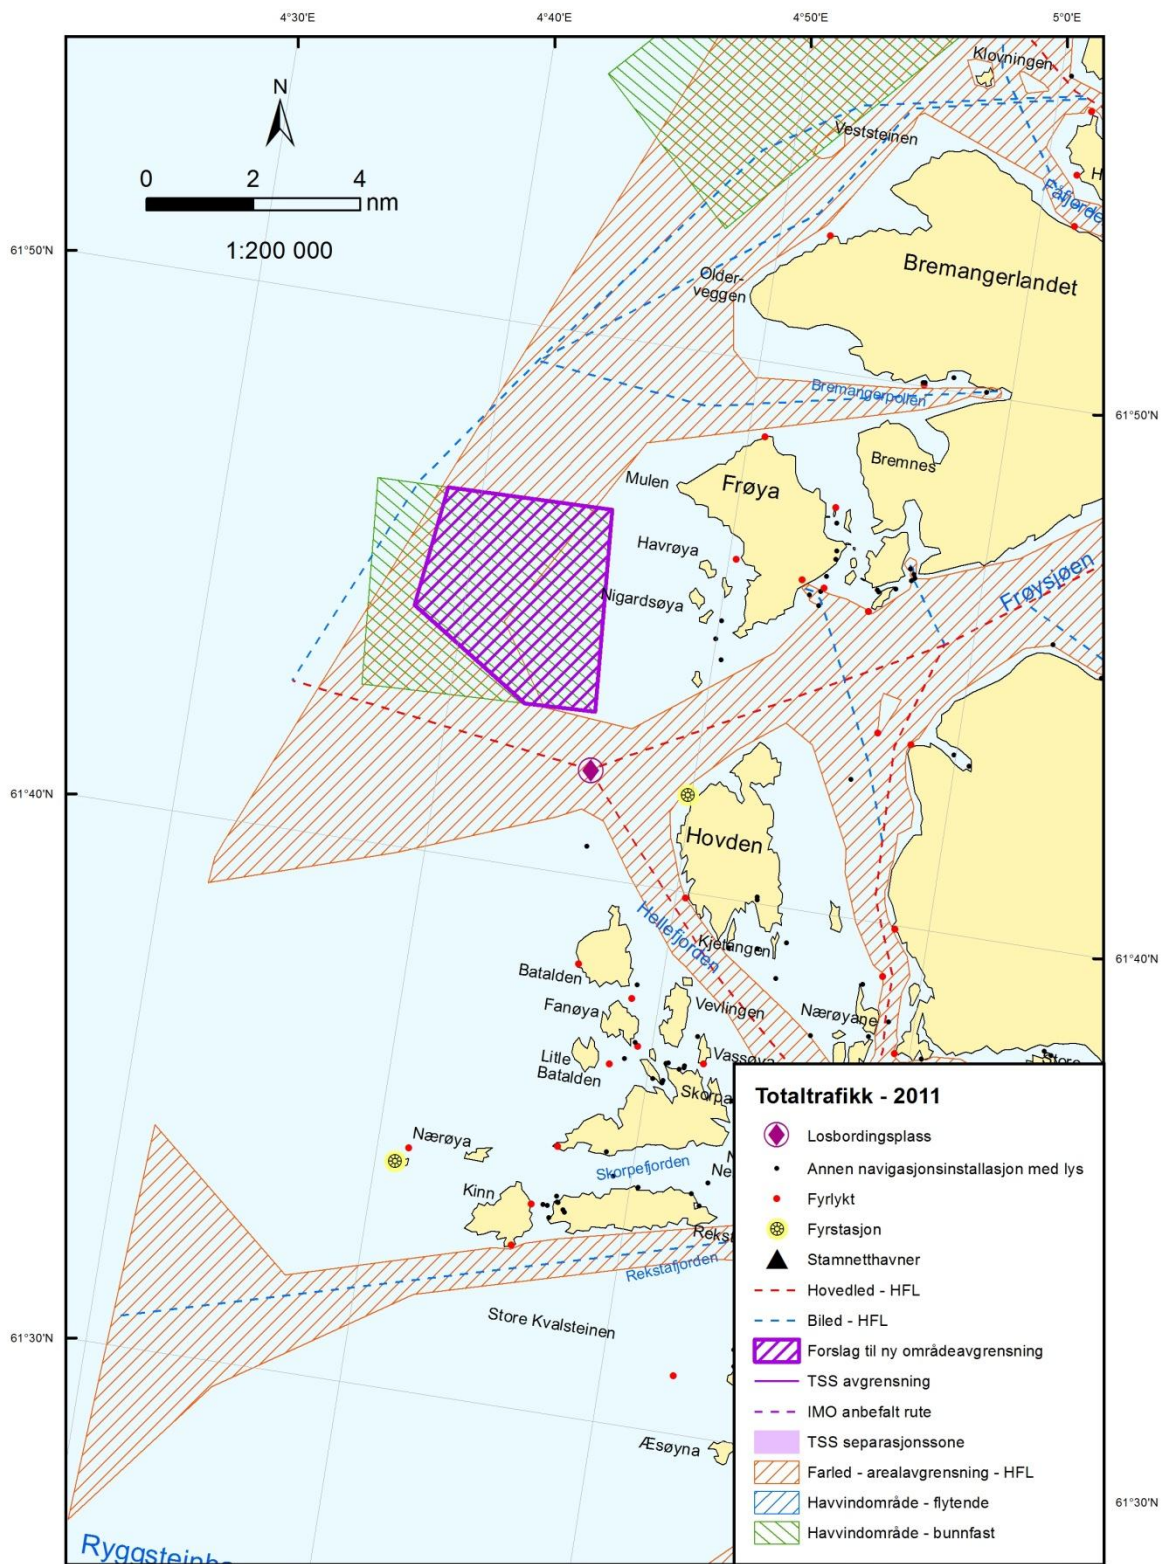 4°30'E
4°40'E
4°50'E
5°0'E
Kløvningen
N
Veststeinen
0 2 4
nm
1:200 000
61°50'N
Bremangerlandet
Older-
veggen
Bremangerpollen
61°50'N
Bremnes
Mulen
Frøya
Havrøya
Nigardsøya
Frøysjøen
61°40'N
Hovden
Hellefjorden
Kjetangen
61°40'N
Batalden
Fanøya
Vevlingen
Nærøyane
Litle
Batalden
Vassøya
Store
Nærøya
Skorpefjorden
Kinn
Rekstafjorden
Store Kvalsteinen
61°30'N
Æsøyna
61°30'N
Totaltrafikk - 2011
Losbordingsplass
Annen navigasjonsinstallasjon med lys
Fyrlykt
Fyrstasjon
Stamnetthavner
Hovedled - HFL
Biled - HFL
Forslag til ny områdeavgrensning
TSS avgrensning
IMO anbefalt rute
TSS separasjonssone
Farled - arealavgrensning - HFL
Havvindområde - flytende
Havvindområde - bunnfast